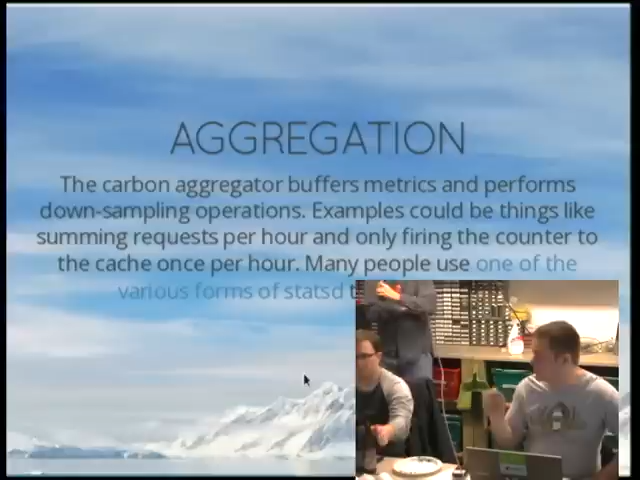 AGGREGATION
The carbon aggregator buffers metrics and performs
down-sampling operations. Examples could be things like
summing requests per hour and only firing the counter to
the cache once per hour. Many people use one of the
various forms of statsd